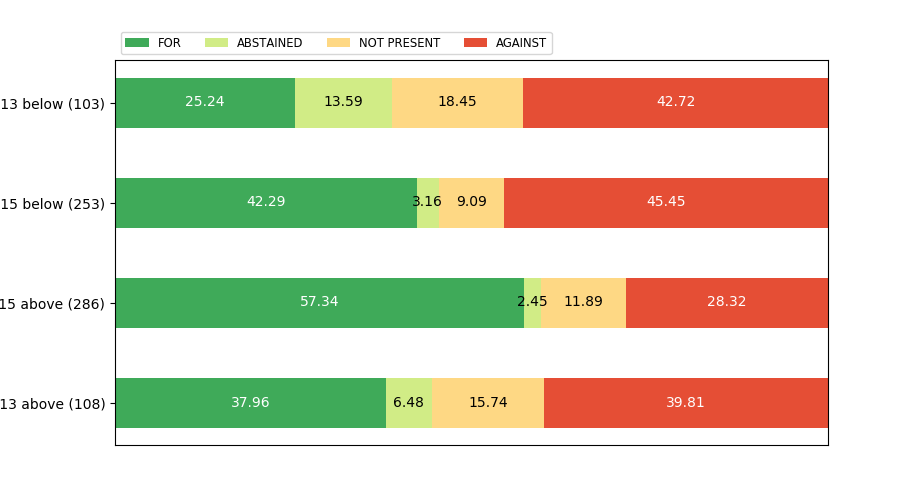 FOR ABSTAINED NOT PRESENT AGAINST
13 below (103) 25.24 13.59 18.45 42.72
15 below (253) 42.29 3.16 9.09 45.45
15 above (286) 57.34 2.45 11.89 28.32
13 above (108) 37.96 6.48 15.74 39.81